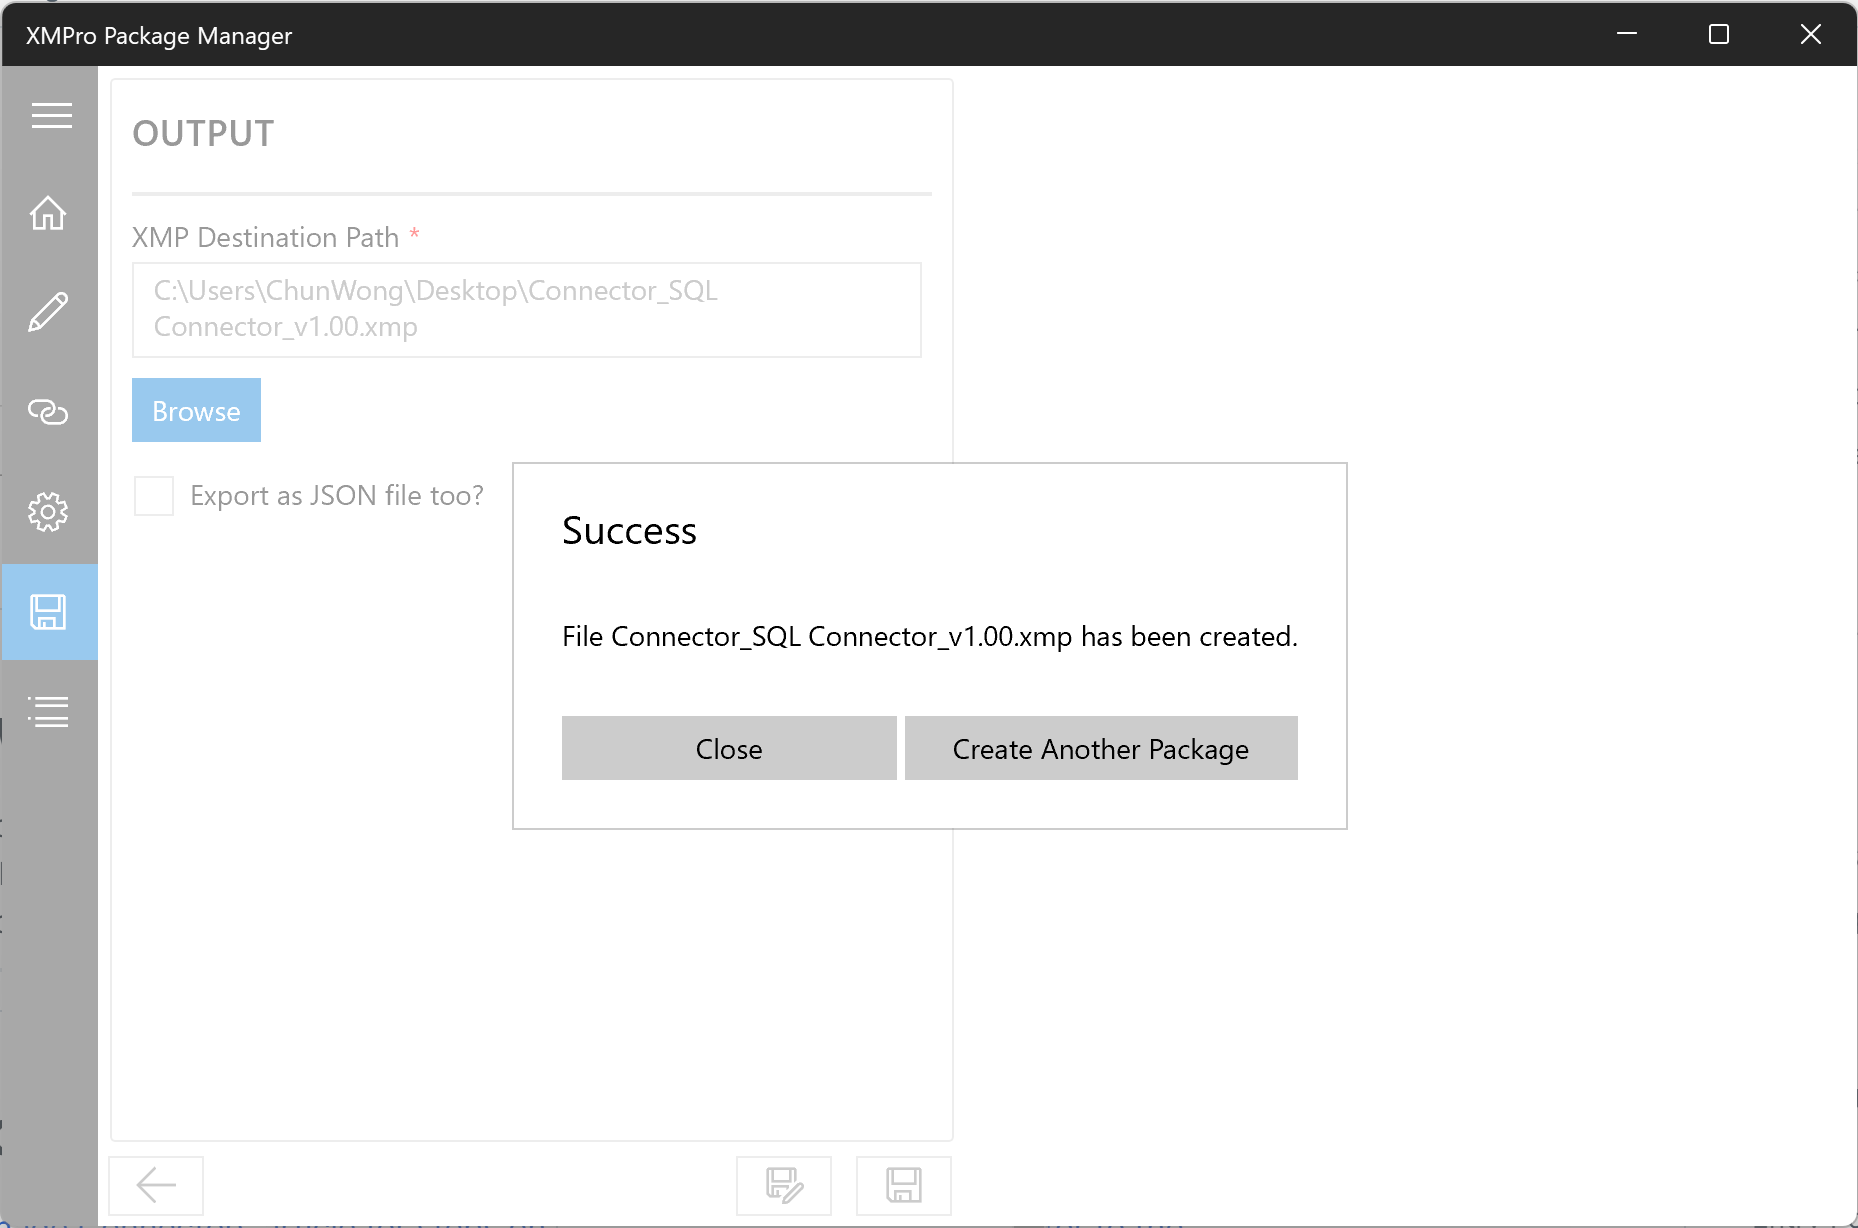 XMPro Package Manager
OUTPUT
XMP Destination Path *
C:\Users\ChunWong\Desktop\Connector_SQL
Connector_v1.00.xmp
Browse
Export as JSON file too?
Success
File Connector_SQL Connector_v1.00.xmp has been created.
Close
Create Another Package